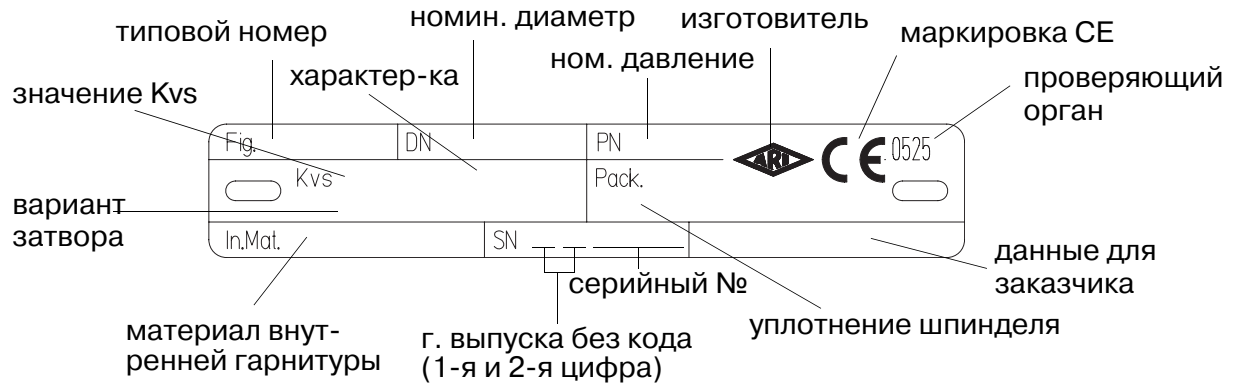 типовой номер
номин. диаметр
изготовитель
маркировка CE
значение Kvs
характер-ка
ном. давление
проверяющий
орган
Fig.
DN
PN
ARI
CE
0525
Kvs
Pack.
вариант
затвора
In.Mat.
SN
данные для
заказчика
серийный №
материал внут-
ренней гарнитуры
г. выпуска без кода
(1-я и 2-я цифра)
уплотнение шпинделя